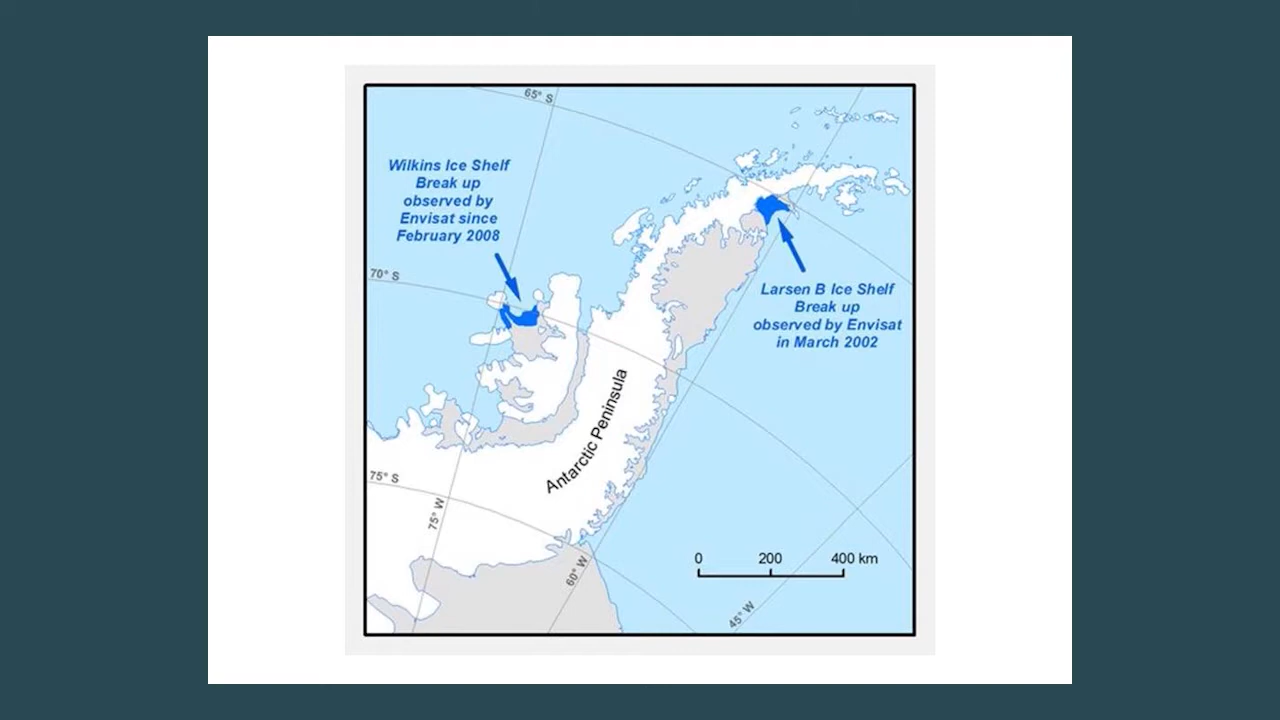 65° S
Wilkins Ice Shelf
Break up
observed by
Envisat since
February 2008
70° S
Larsen B Ice Shelf
Break up
observed by Envisat
in March 2002
Antarctic Peninsula
75° S
75° W
0 200 400 km
60° W
45° W